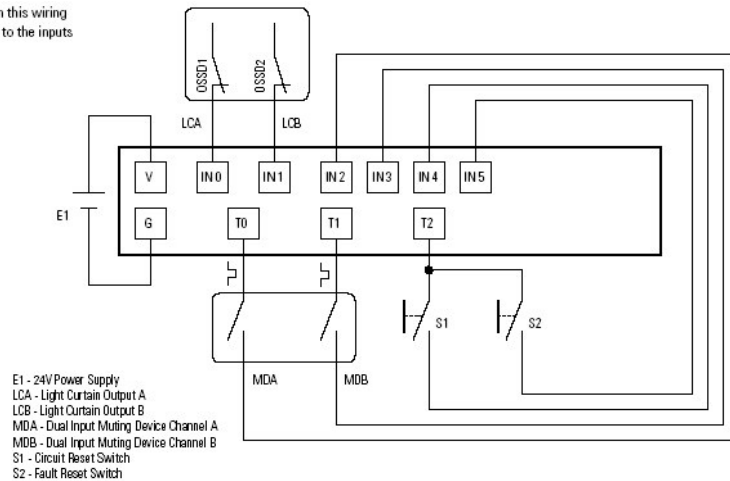 n this wiring
to the inputs
OSSD1 OSSD2
LCA LCB
V IN0 IN1 IN2 IN3 IN4 IN5
E1
G T0 T1 T2
S1 S2
MDA MDB
E1 - 24V Power Supply
LCA - Light Curtain Output A
LCB - Light Curtain Output B
MDA - Dual Input Muting Device Channel A
MDB - Dual Input Muting Device Channel B
S1 - Circuit Reset Switch
S2 - Fault Reset Switch